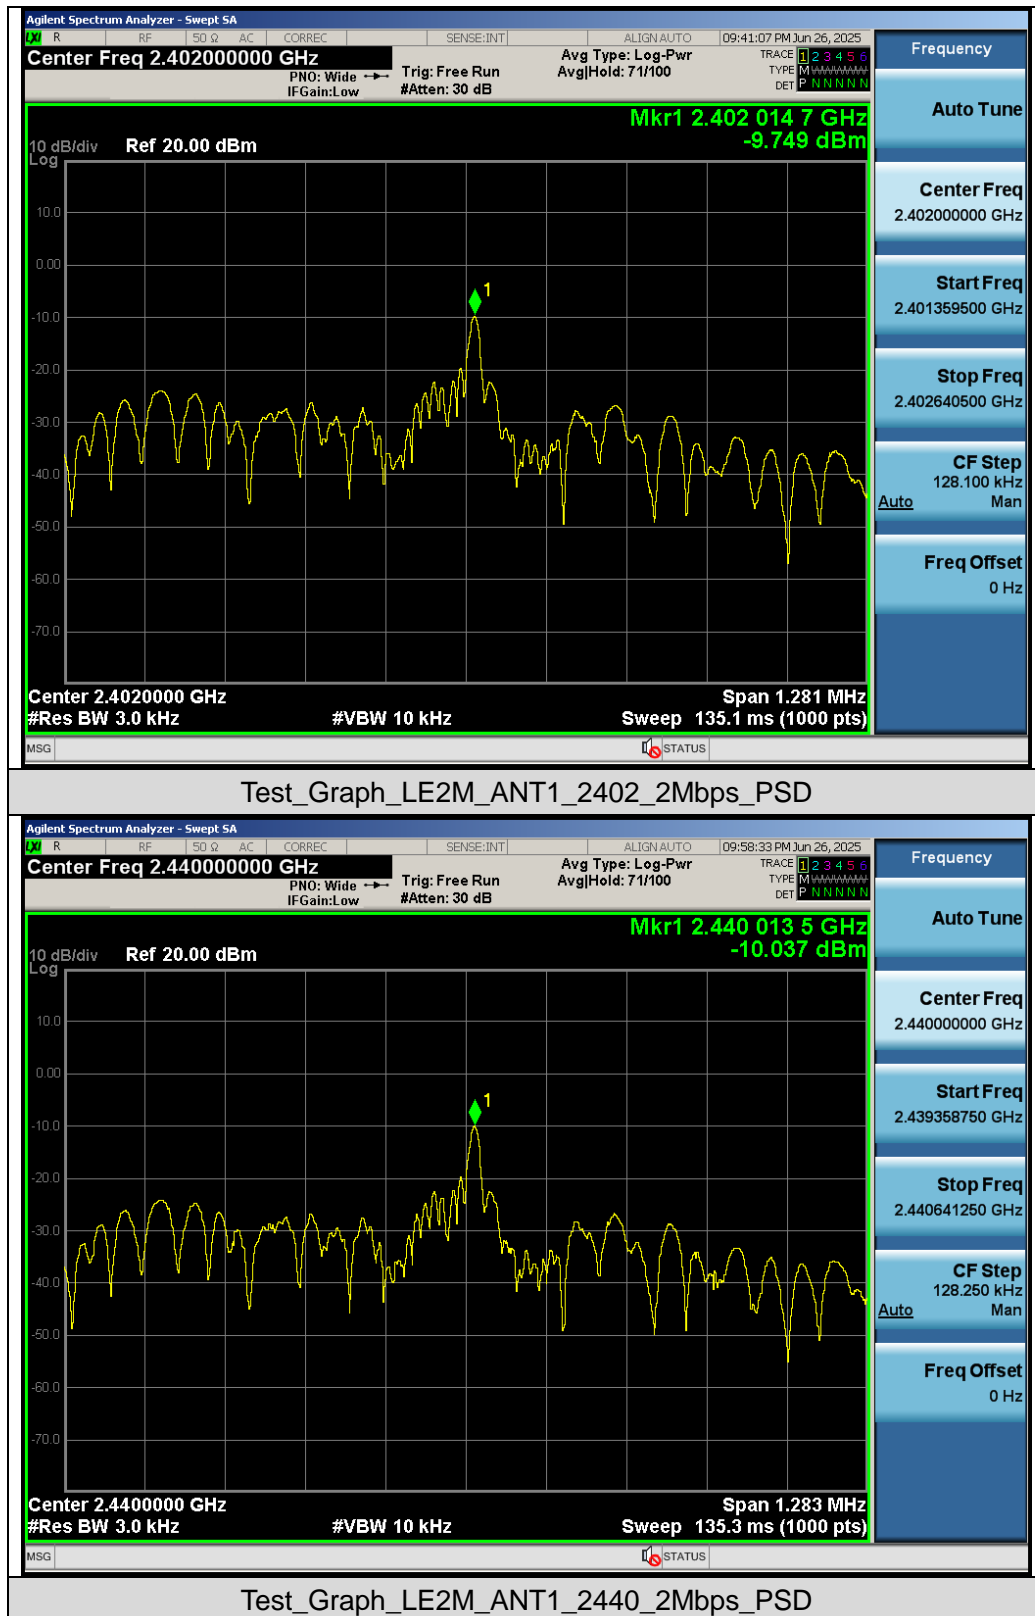 Agilent Spectrum Analyzer - Swept SA
LXI R RF 50 Ω AC CORREC SENSE:INT ALIGN AUTO 09:41:07 PM Jun 26, 2025
Center Freq 2.402000000 GHz
PNO: Wide
IFGain:Low
Trig: Free Run
#Atten: 30 dB
Avg Type: Log-Pwr
Avg|Hold: 71/100
TRACE 1 2 3 4 5 6
TYPE M
DET P N N N N N
Mkr1 2.402 014 7 GHz
-9.749 dBm
10 dB/div Ref 20.00 dBm
Log
10.0
0.00
1
-10.0
-20.0
-30.0
-40.0
-50.0
-60.0
-70.0
Center 2.4020000 GHz Span 1.281 MHz
#Res BW 3.0 kHz #VBW 10 kHz Sweep 135.1 ms (1000 pts)
MSG STATUS
Frequency
Auto Tune
Center Freq
2.402000000 GHz
Start Freq
2.401359500 GHz
Stop Freq
2.402640500 GHz
CF Step
128.100 kHz
Auto Man
Freq Offset
0 Hz
Test_Graph_LE2M_ANT1_2402_2Mbps_PSD
Agilent Spectrum Analyzer - Swept SA
LXI R RF 50 Ω AC CORREC SENSE:INT ALIGN AUTO 09:58:33 PM Jun 26, 2025
Center Freq 2.440000000 GHz
PNO: Wide
IFGain:Low
Trig: Free Run
#Atten: 30 dB
Avg Type: Log-Pwr
Avg|Hold: 71/100
TRACE 1 2 3 4 5 6
TYPE M
DET P N N N N N
Mkr1 2.440 013 5 GHz
-10.037 dBm
10 dB/div Ref 20.00 dBm
Log
10.0
0.00
1
-10.0
-20.0
-30.0
-40.0
-50.0
-60.0
-70.0
Center 2.4400000 GHz Span 1.283 MHz
#Res BW 3.0 kHz #VBW 10 kHz Sweep 135.3 ms (1000 pts)
MSG STATUS
Frequency
Auto Tune
Center Freq
2.440000000 GHz
Start Freq
2.439358750 GHz
Stop Freq
2.440641250 GHz
CF Step
128.250 kHz
Auto Man
Freq Offset
0 Hz
Test_Graph_LE2M_ANT1_2440_2Mbps_PSD